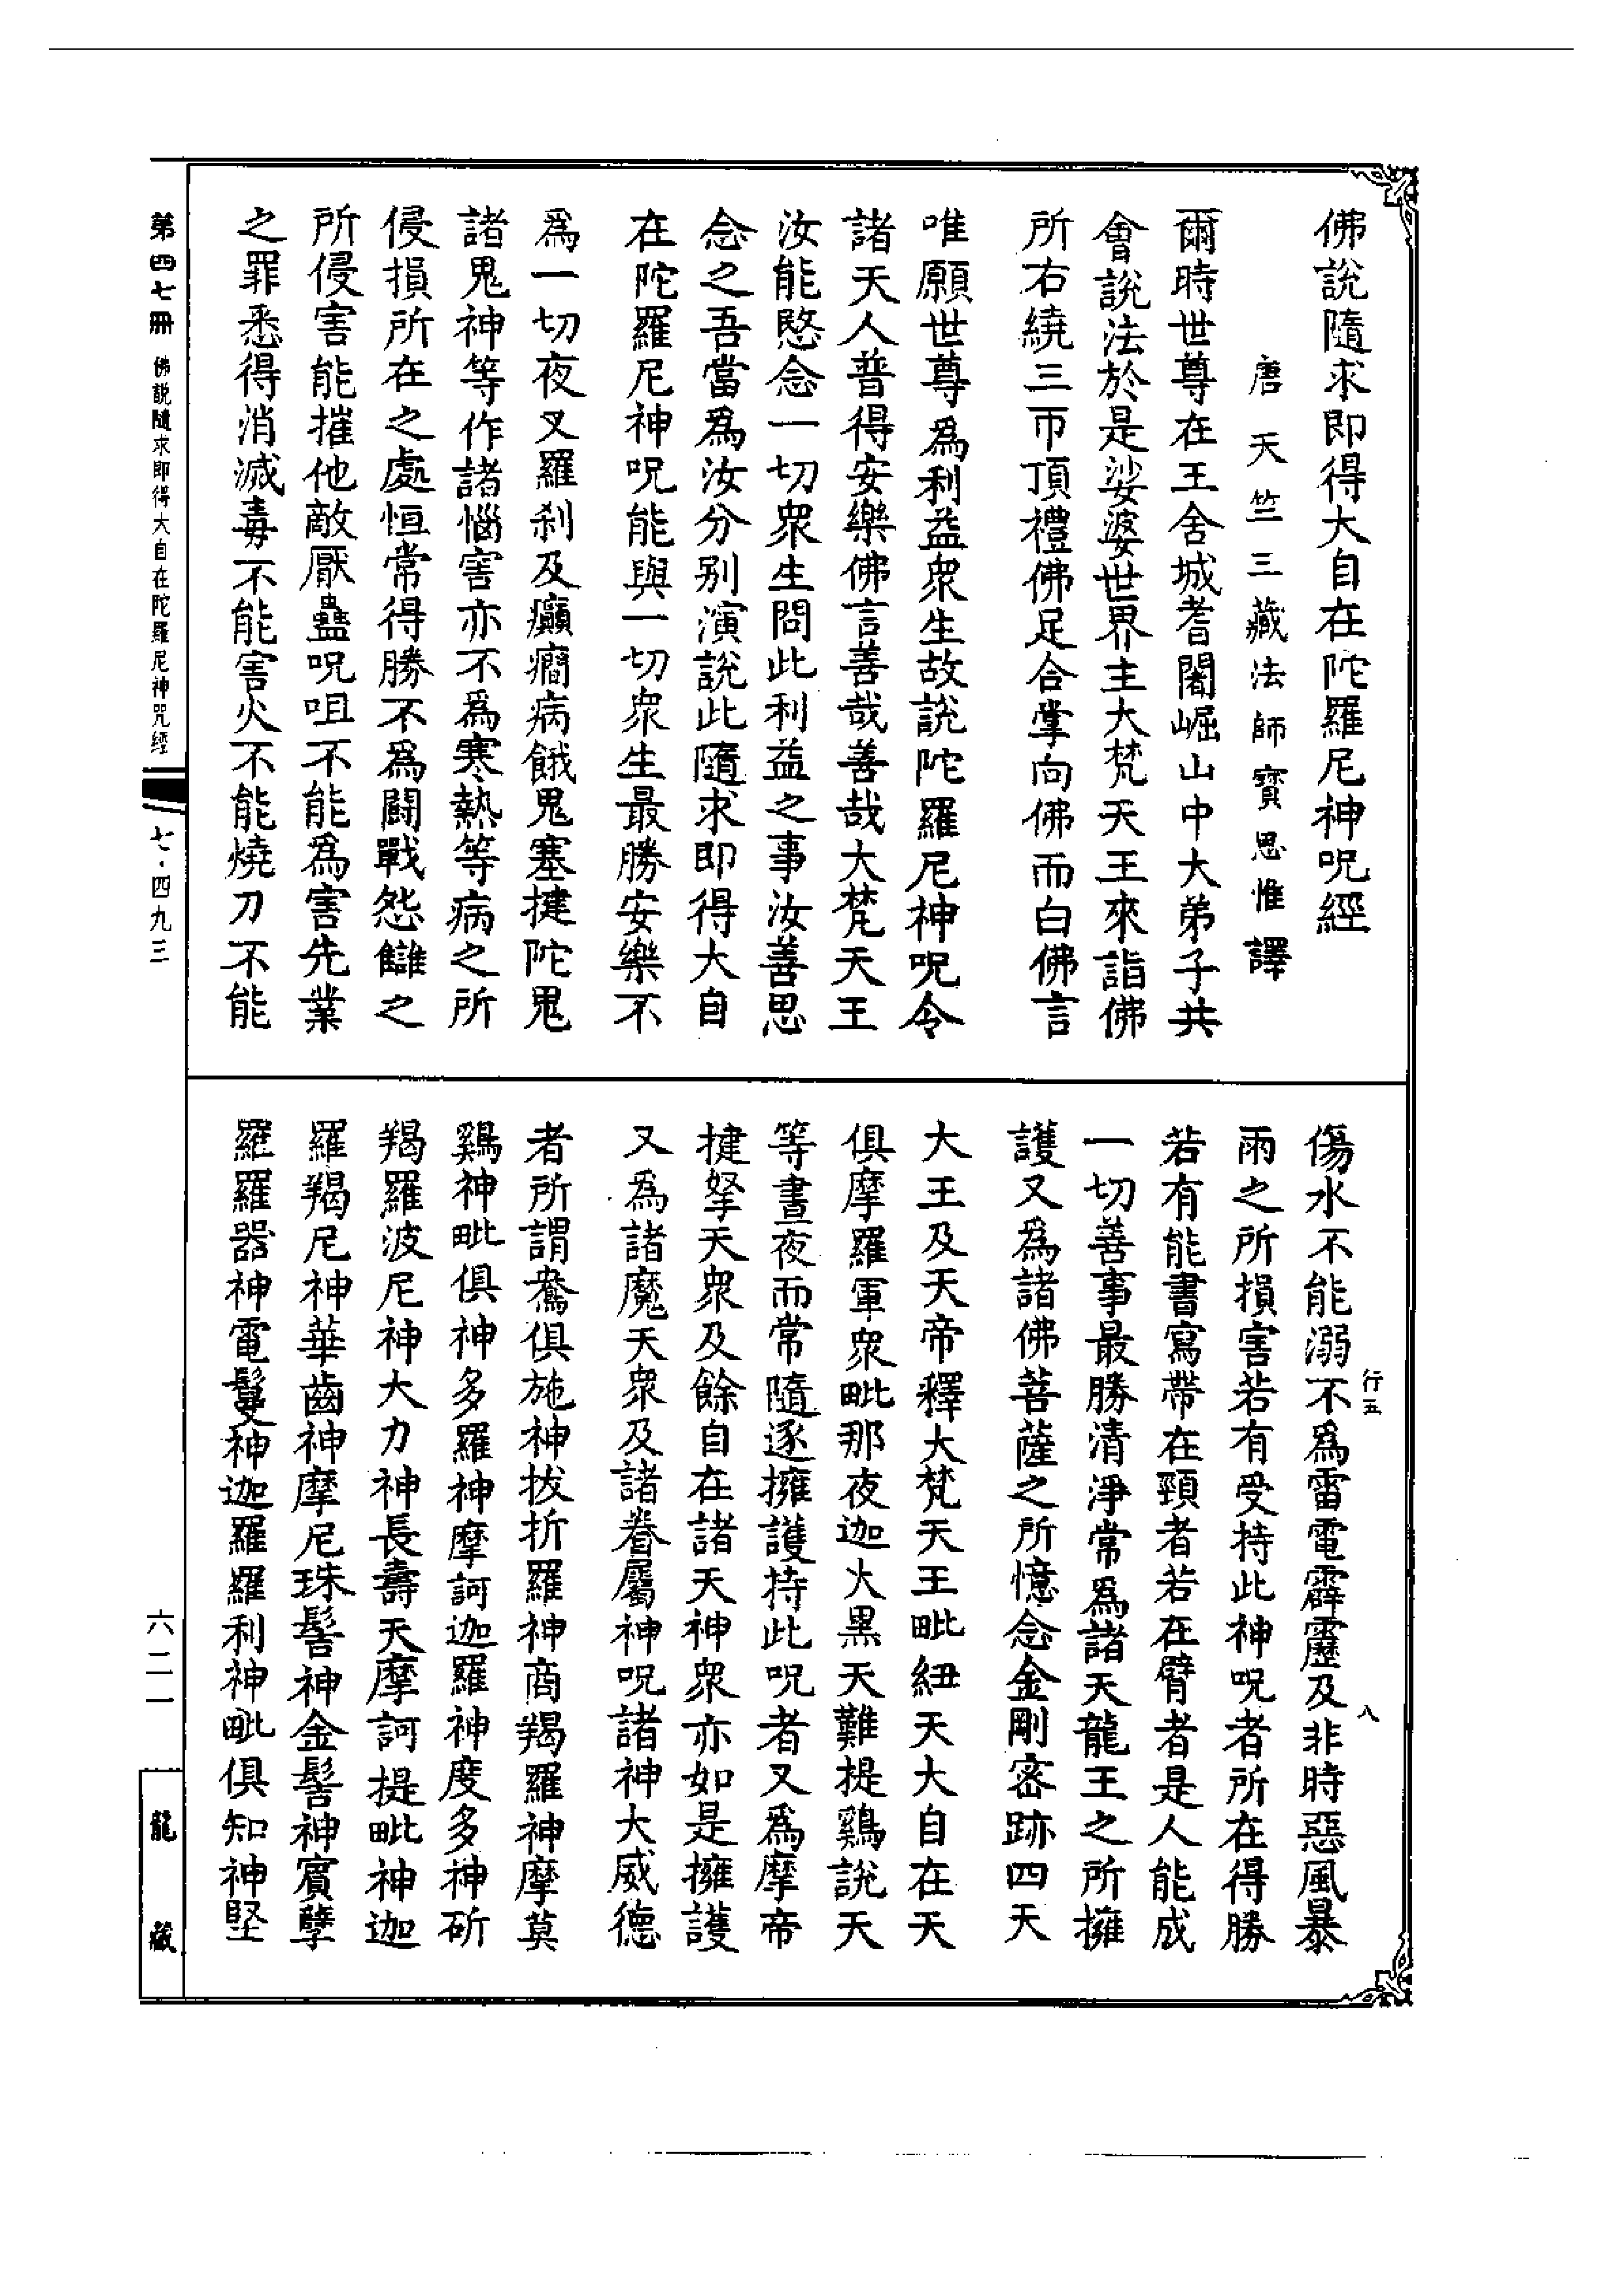 佛說隨求即得大自在陀羅尼神呪經
唐天竺三藏法師寶思惟譯
爾時世尊在王舍城耆闍崛山中大弟子共
會說法於是娑婆世界主大梵天王來詣佛
所右繞三帀頂禮佛足合掌向佛而白佛言
唯願世尊爲利益衆生故說陀羅尼神呪令
諸天人普得安樂佛言善哉善哉大梵天王
汝能愍念一切衆生問此利益之事汝善思
念之吾當爲汝分別演說此隨求即得大自
在陀羅尼神呪能與一切衆生最勝安樂不
爲一切夜叉羅刹及癲癇病餓鬼塞揵陀鬼
諸鬼神等作諸惱害亦不爲寒熱等病之所
侵損所在之處恒常得勝不爲鬪戰怨讎之
所侵害能摧他敵厭蠱呪咀不能爲害先業
之罪悉得消滅毒不能害火不能燒刀不能
傷水不能溺不爲雷電霹靂及非時惡風暴
雨之所損害若有受持此神呪者所在得勝
若有能書寫帶在頸者若在臂者是人能成
一切善事最勝清淨常爲諸天龍王之所擁
護又爲諸佛菩薩之所憶念金剛密跡四天
大王及天帝釋大梵天王毗紐天大自在天
俱摩羅軍衆毗那夜迦大黑天難提鷄說天
等晝夜而常隨逐擁護持此呪者又爲摩帝
揵拏天衆及餘自在諸天神衆亦如是擁護
又爲諸魔天衆及諸眷屬神呪諸神大威德
者所謂鴦俱施神拔折羅神商羯羅神摩莫
鷄神毗俱神多羅神摩訶迦羅神度多神斫
羯羅波尼神大力神長壽天摩訶提毗神迦
羅羯尼神華齒神摩尼珠髻神金髻神賓孽
羅羅器神電鬘神迦羅羅利神毗俱知神堅
行五
八
第四七冊 佛說隨求即得大自在陀羅尼神咒經
七·四九三
六二一
龍藏